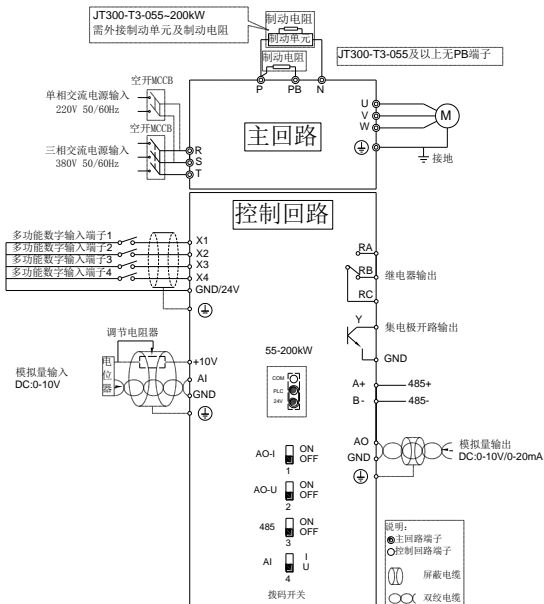 JT300-T3-055~200kW
需外接制动单元及制动电阻
制动电阻
制动单元
制动电阻
JT300-T3-055及以上无PB端子
P
PB
N
空开MCCB
单相交流电源输入
220V 50/60Hz
空开MCCB
三相交流电源输入
380V 50/60Hz
R
S
T
主回路
U
V
W
M
接地
控制回路
多功能数字输入端子1
多功能数字输入端子2
多功能数字输入端子3
多功能数字输入端子4
X1
X2
X3
X4
GND/24V
RA
RB
RC
继电器输出
Y
集电极开路输出
GND
调节电阻器
模拟量输入
DC:0-10V
电位器
+10V
AI
GND
55-200kW
COM
PLC
24V
A+
485+
B-
485-
AO
GND
模拟量输出
DC:0-10V/0-20mA
AO-I
ON
OFF
1
AO-U
ON
OFF
2
485
ON
OFF
3
AI
I
U
4
拨码开关
说明:
主回路端子
控制回路端子
屏蔽电缆
双绞电缆